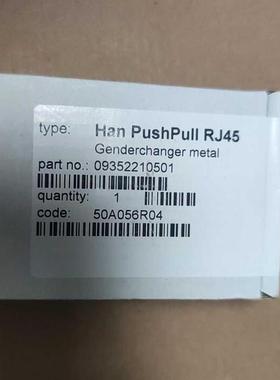 type: Han PushPull RJ45
Genderchanger metal
part no.: 09352210501
quantity: 1
code: 50A056R04